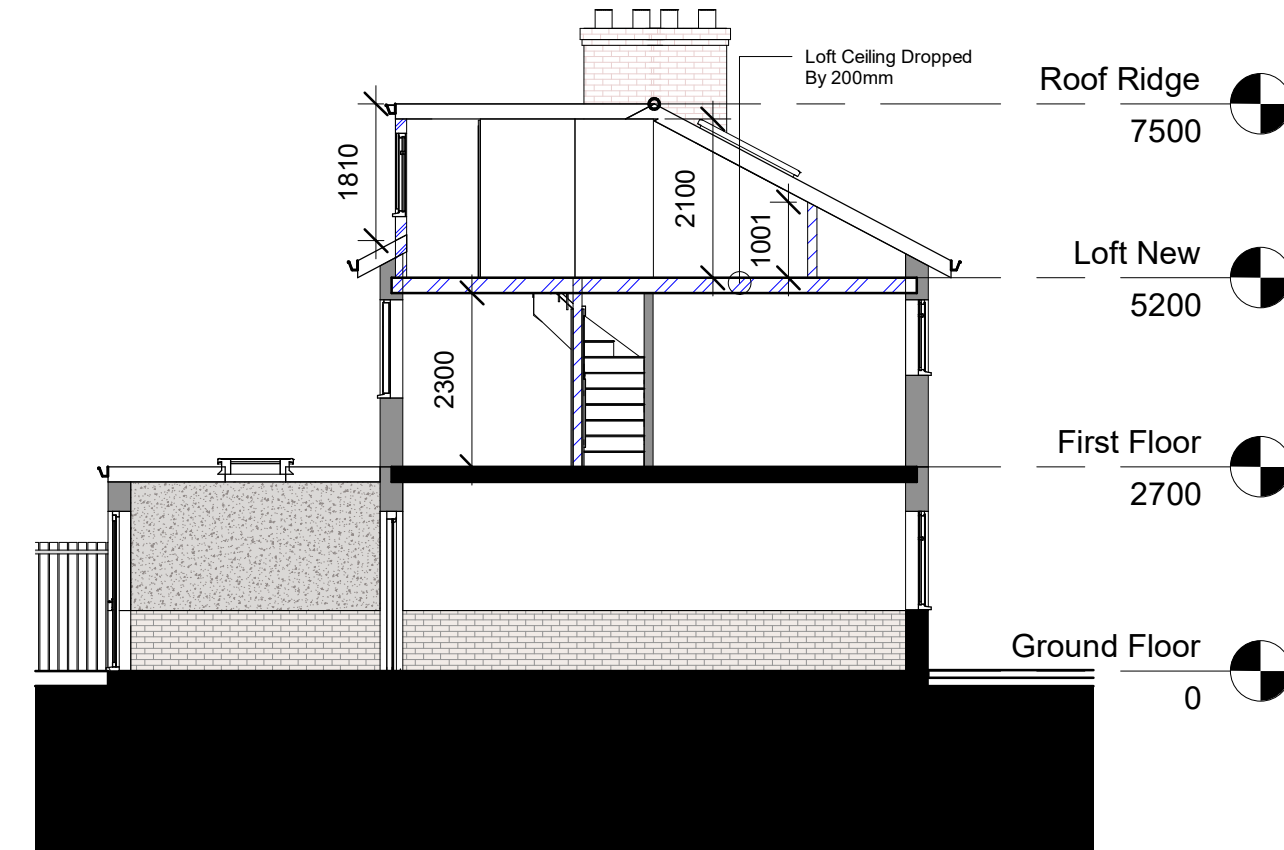 Loft Ceiling Dropped
By 200mm
Roof Ridge
7500
1810
2100
1001
Loft New
5200
2300
First Floor
2700
Ground Floor
0